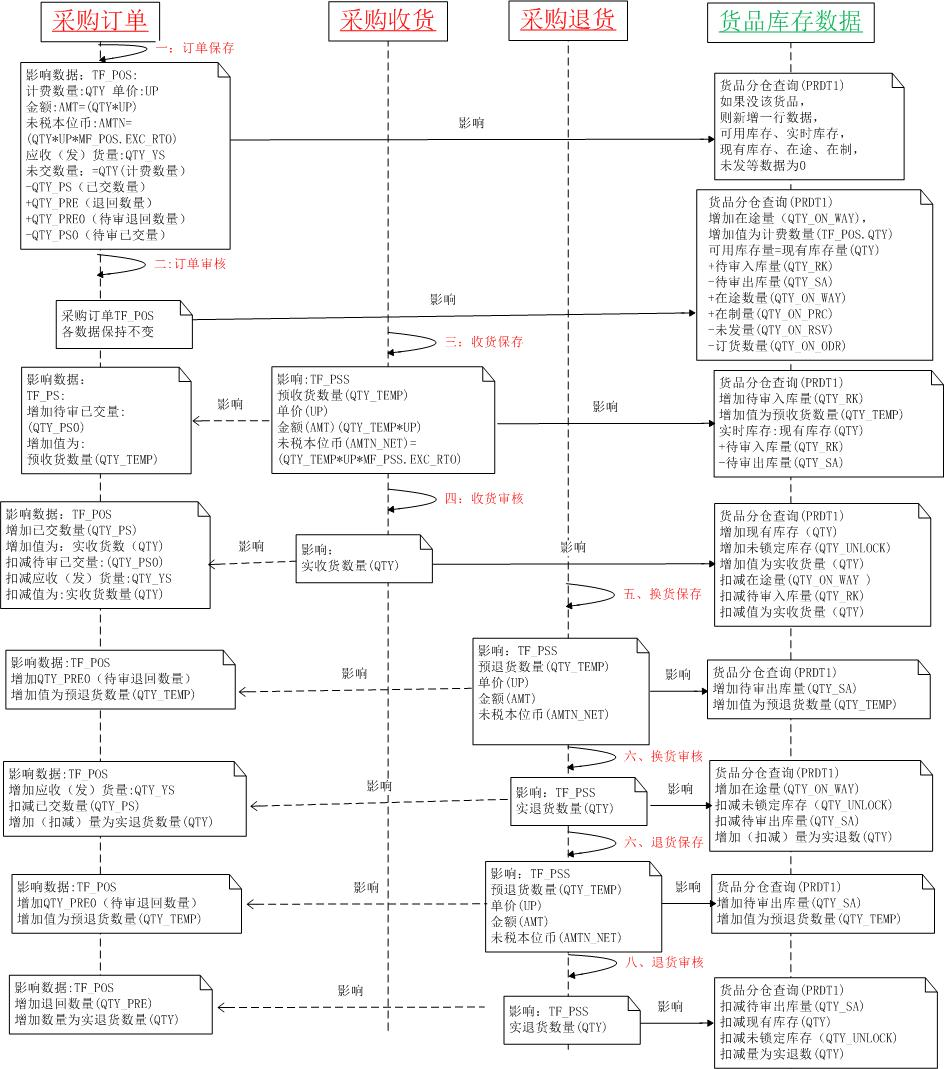 采购订单
采购收货
采购退货
货品库存数据
一：订单保存
影响数据：TF_POS:
计费数量:QTY 单价:UP
金额:AMT=(QTY*UP)
未税本位币:AMTN=
(QTY*UP*MF_POS.EXC_RTO)
应收（发）货量:QTY_YS
未交数量：=QTY(计费数量)
-QTY_PS（已交数量）
+QTY_PRE（退回数量）
+QTY_PRE0（待审退回数量）
-QTY_PSO（待审已交量）
影响
货品分仓查询(PRDT1)
如果没该货品，
则新增一行数据，
可用库存、实时库存，
现有库存、在途、在制，
未发等数据为0
二:订单审核
采购订单TF_POS
各数据保持不变
影响
货品分仓查询(PRDT1)
增加在途量（QTY_ON_WAY），
增加值为计费数量(TF_POS.QTY)
可用库存量=现有库存量(QTY)
+待审入库量(QTY_RK)
-待审出库量(QTY_SA)
+在途数量(QTY_ON_WAY)
+在制量(QTY_ON_PRC)
-未发量(QTY_ON_RSV)
-订货数量(QTY_ON_ODR)
三：收货保存
影响数据：
TF_PS:
增加待审已交量:
(QTY_PSO)
增加值为:
预收货数量(QTY_TEMP)
影响
影响:TF_PSS
预收货数量(QTY_TEMP)
单价(UP)
金额(AMT)(QTY_TEMP*UP)
未税本位币(AMTN_NET)=
(QTY_TEMP*UP*MF_PSS.EXC_RTO)
影响
货品分仓查询(PRDT1)
增加待审入库量(QTY_RK)
增加值为预收货数量(QTY_TEMP)
实时库存:现有库存(QTY)
+待审入库量(QTY_RK)
-待审出库量(QTY_SA)
四：收货审核
影响数据：TF_POS
增加已交数量(QTY_PS)
增加值为：实收货数（QTY)
扣减待审已交量:(QTY_PSO)
扣减应收（发）货量:QTY_YS
扣减值为:实收货数量(QTY)
影响
影响：
实收货数量(QTY)
影响
货品分仓查询(PRDT1)
增加现有库存（QTY)
增加未锁定库存(QTY_UNLOCK)
增加值为实收货量（QTY)
扣减在途量(QTY_ON_WAY )
扣减待审入库量(QTY_RK)
扣减值为实收货量（QTY)
五、换货保存
影响数据:TF_POS
增加QTY_PRE0（待审退回数量）
增加值为预退货数量(QTY_TEMP)
影响
影响：TF_PSS
预退货数量(QTY_TEMP)
单价(UP)
金额(AMT)
未税本位币(AMTN_NET)
影响
货品分仓查询(PRDT1)
增加待审出库量(QTY_SA)
增加值为预退货数量(QTY_TEMP)
六、换货审核
影响数据:TF_POS
增加应收（发）货量:QTY_YS
扣减已交数量(QTY_PS)
增加（扣减）量为实退货数量(QTY)
影响
影响：TF_PSS
实退货数量(QTY)
影响
货品分仓查询(PRDT1)
增加在途量(QTY_ON_WAY)
扣减未锁定库存（QTY_UNLOCK)
扣减待审出库量(QTY_SA)
增加（扣减）量为实退数(QTY)
六、退货保存
影响数据:TF_POS
增加QTY_PRE0（待审退回数量）
增加值为预退货数量(QTY_TEMP)
影响
影响：TF_PSS
预退货数量(QTY_TEMP)
单价(UP)
金额(AMT)
未税本位币(AMTN_NET)
影响
货品分仓查询(PRDT1)
增加待审出库量(QTY_SA)
增加值为预退货数量(QTY_TEMP)
八、退货审核
影响数据：TF_POS
增加退回数量(QTY_PRE)
增加数量为实退货数量(QTY)
影响
影响：TF_PSS
实退货数量(QTY)
影响
货品分仓查询(PRDT1)
扣减待审出库量(QTY_SA)
扣减现有库存(QTY)
扣减未锁定库存（QTY_UNLOCK)
扣减量为实退数(QTY)